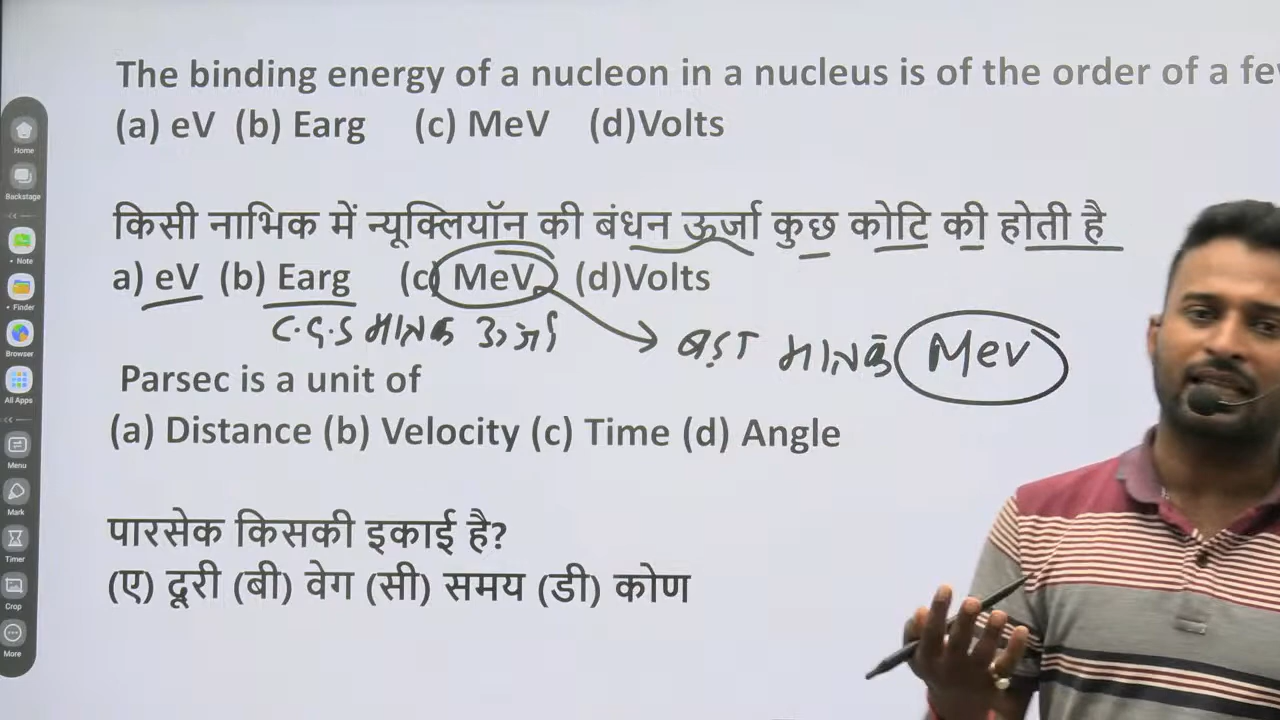 The binding energy of a nucleon in a nucleus is of the order of a few
(a) eV (b) Earg (c) MeV (d)Volts
किसी नाभिक में न्यूक्लियॉन की बंधन ऊर्जा कुछ कोटि की होती है
a) eV (b) Earg (c) MeV (d)Volts
C.G.S मात्रक ऊर्जा
बड़ा मात्रक Mev
Parsec is a unit of
(a) Distance (b) Velocity (c) Time (d) Angle
पारसेक किसकी इकाई है?
(ए) दूरी (बी) वेग (सी) समय (डी) कोण
Home
Backstage
Note
Finder
Browser
All Apps
Menu
Mark
Timer
Crop
More